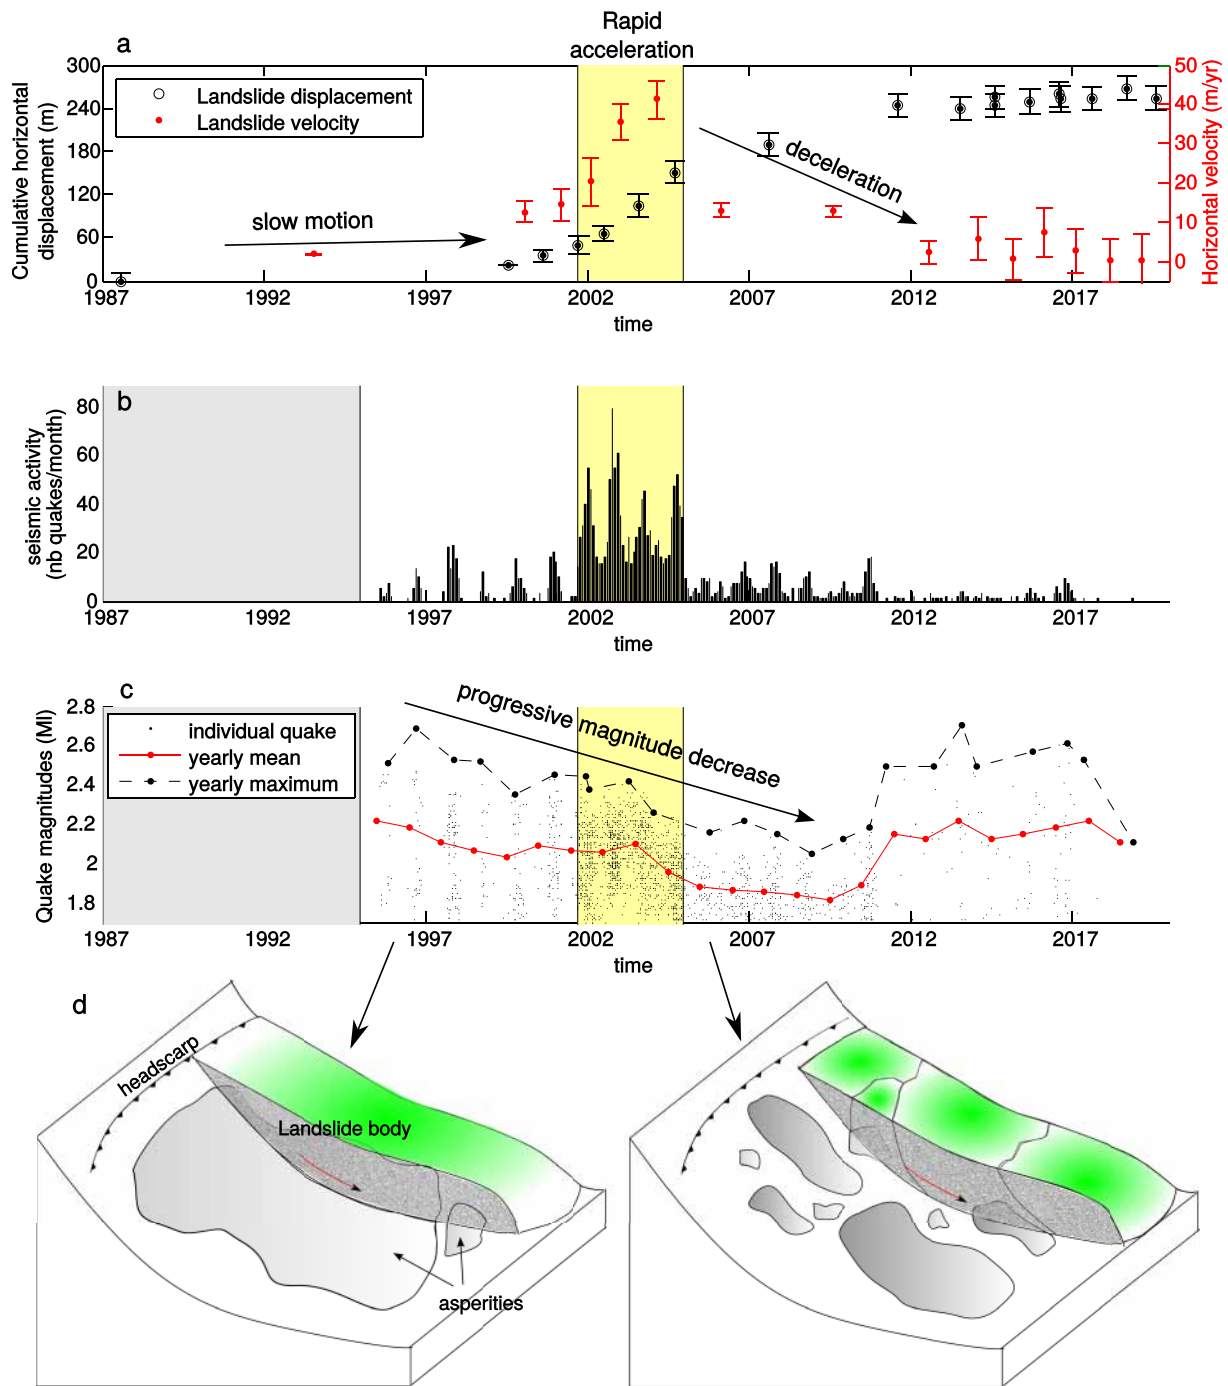 Rapid
acceleration
a
300
240
180
120
60
0
Cumulative horizontal
displacement (m)
Landslide displacement
Landslide velocity
slow motion
deceleration
50
40
30
20
10
0
Horizontal velocity (m/yr)
1987 1992 1997 2002 2007 2012 2017
time
b
80
60
40
20
0
seismic activity
(nb quakes/month)
1987 1992 1997 2002 2007 2012 2017
time
c
2.8
2.6
2.4
2.2
2
1.8
Quake magnitudes (Ml)
individual quake
yearly mean
yearly maximum
progressive magnitude decrease
1987 1992 1997 2002 2007 2012 2017
time
d
headscarp
Landslide body
asperities